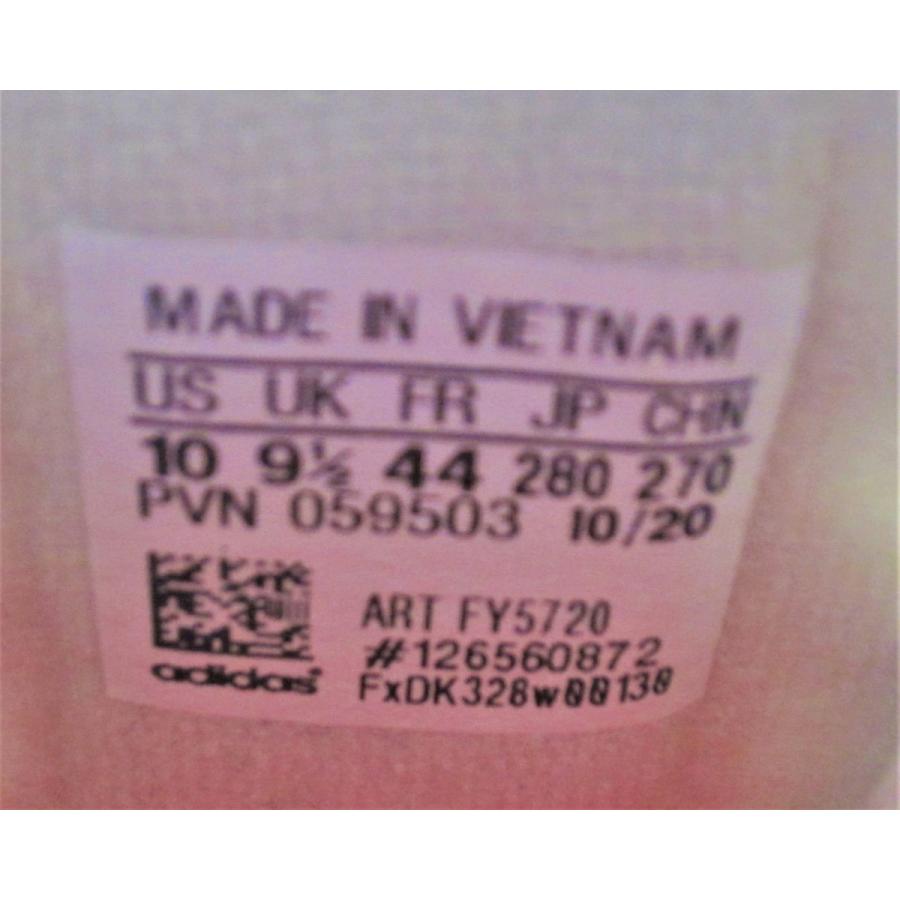 MADE IN VIETNAM
US UK FR JP CHN
10 9½ 44 280 270
PVN 059503 10/20
ART FY5720
#126560872
adidas
FxDK328w00130